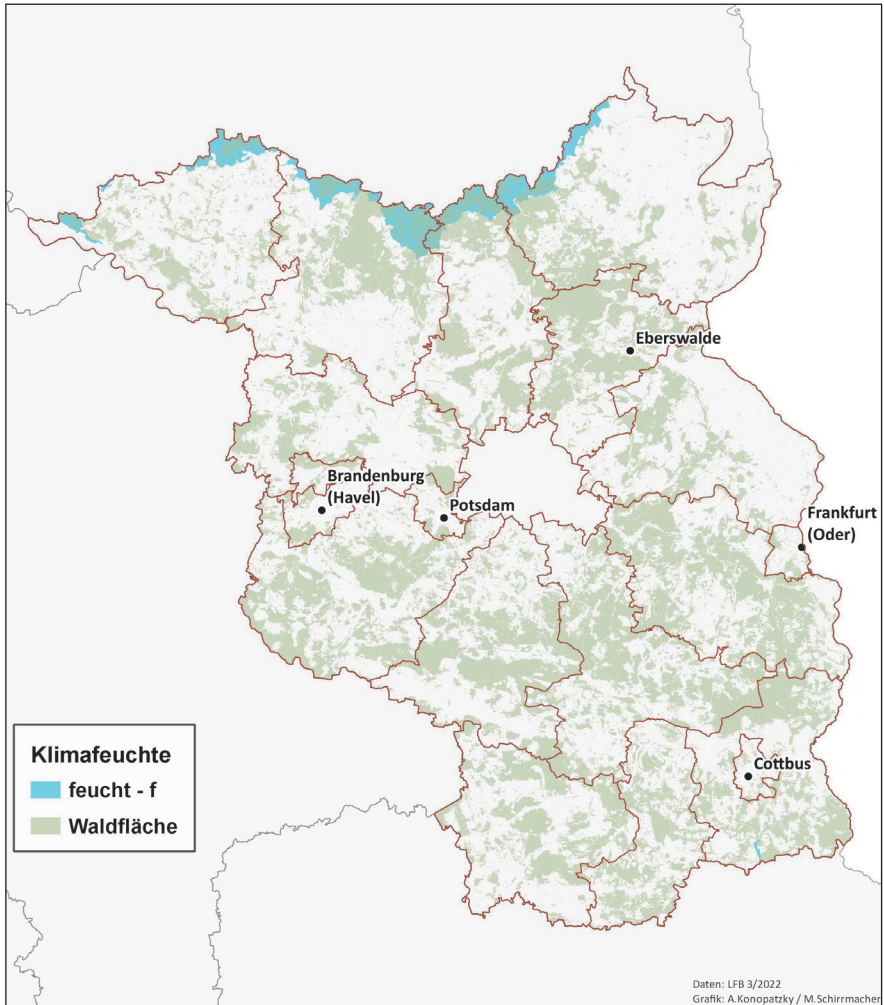 Eberswalde
Brandenburg
(Havel)
Potsdam
Frankfurt
(Oder)
Cottbus
Klimafeuchte
feucht - f
Waldfläche
Daten: LFB 3/2022
Grafik: A.Konopatzky / M.Schirrmacher